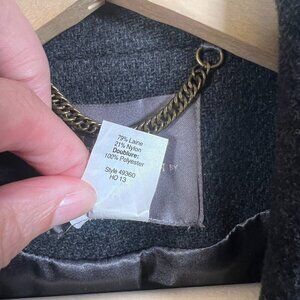 79% Laine
21% Nylon
Doublure:
100% Polyester
Style 49360
HO 13